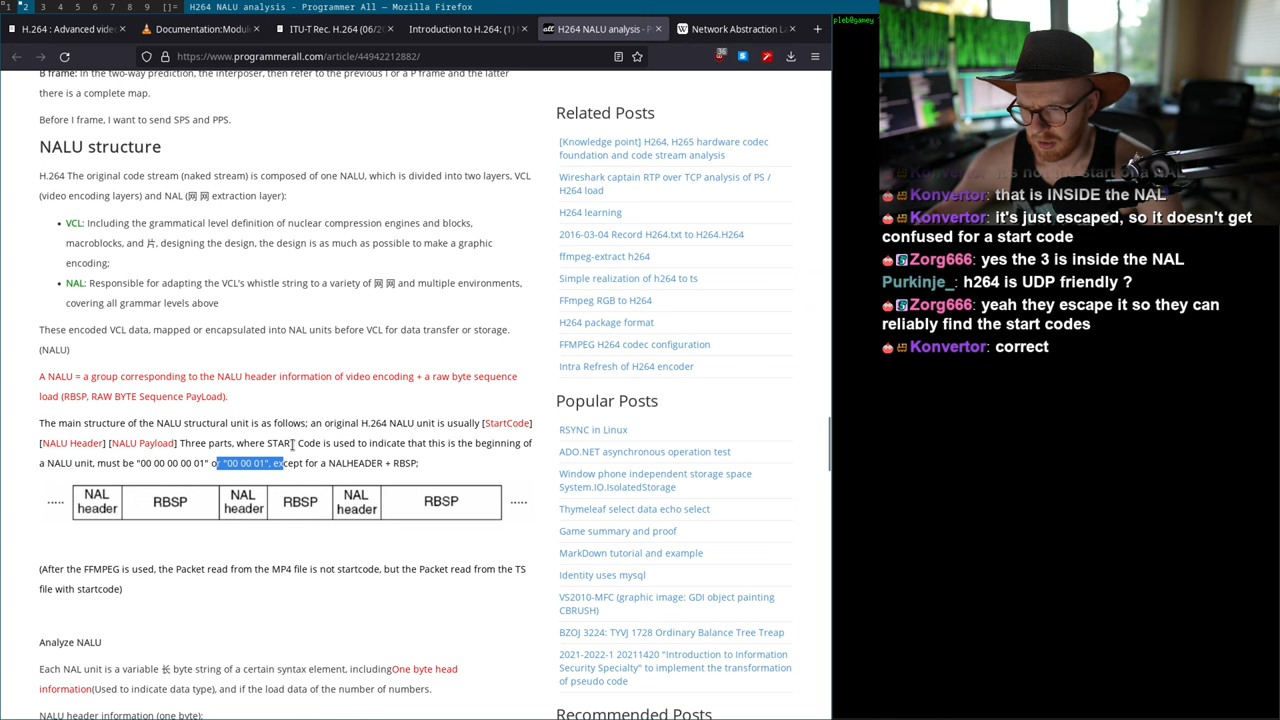 1 2 3 4 5 6 7 8 9 []= H264 NALU analysis - Programmer All — Mozilla Firefox
pleb@gamey
H.264 : Advanced vide
Documentation:Modul
ITU-T Rec. H.264 (06/2
Introduction to H.264: (1)
H264 NALU analysis - P
Network Abstraction La
https://www.programmerall.com/article/44942212882/
36
B frame: In the two-way prediction, the interposer, then refer to the previous I or a P frame and the latter
there is a complete map.
Before I frame, I want to send SPS and PPS.
NALU structure
H.264 The original code stream (naked stream) is composed of one NALU, which is divided into two layers, VCL
(video encoding layers) and NAL (网 网 extraction layer):
VCL: Including the grammatical level definition of nuclear compression engines and blocks,
macroblocks, and 片, designing the design, the design is as much as possible to make a graphic
encoding;
NAL: Responsible for adapting the VCL's whistle string to a variety of 网 网 and multiple environments,
covering all grammar levels above
These encoded VCL data, mapped or encapsulated into NAL units before VCL for data transfer or storage.
(NALU)
A NALU = a group corresponding to the NALU header information of video encoding + a raw byte sequence
load (RBSP, RAW BYTE Sequence PayLoad).
The main structure of the NALU structural unit is as follows; an original H.264 NALU unit is usually [StartCode]
[NALU Header] [NALU Payload] Three parts, where START Code is used to indicate that this is the beginning of
a NALU unit, must be "00 00 00 00 01" or "00 00 01", except for a NALHEADER + RBSP;
..... NAL header RBSP NAL header RBSP NAL header RBSP .....
(After the FFMPEG is used, the Packet read from the MP4 file is not startcode, but the Packet read from the TS
file with startcode)
Analyze NALU
Each NAL unit is a variable 长 byte string of a certain syntax element, includingOne byte head
information(Used to indicate data type), and if the load data of the number of numbers.
NALU header information (one byte):
Related Posts
[Knowledge point] H264, H265 hardware codec
foundation and code stream analysis
Wireshark captain RTP over TCP analysis of PS /
H264 load
H264 learning
2016-03-04 Record H264.txt to H264.H264
ffmpeg-extract h264
Simple realization of h264 to ts
FFmpeg RGB to H264
H264 package format
FFMPEG H264 codec configuration
Intra Refresh of H264 encoder
Popular Posts
RSYNC in Linux
ADO.NET asynchronous operation test
Window phone independent storage space
System.IO.IsolatedStorage
Thymeleaf select data echo select
Game summary and proof
MarkDown tutorial and example
Identity uses mysql
VS2010-MFC (graphic image: GDI object painting
CBRUSH)
BZOJ 3224: TYVJ 1728 Ordinary Balance Tree Treap
2021-2022-1 20211420 "Introduction to Information
Security Specialty" to implement the transformation
of pseudo code
Recommended Posts
Konvertor: that is INSIDE the NAL
Konvertor: it's just escaped, so it doesn't get
confused for a start code
Zorg666: yes the 3 is inside the NAL
Purkinje_: h264 is UDP friendly ?
Zorg666: yeah they escape it so they can
reliably find the start codes
Konvertor: correct